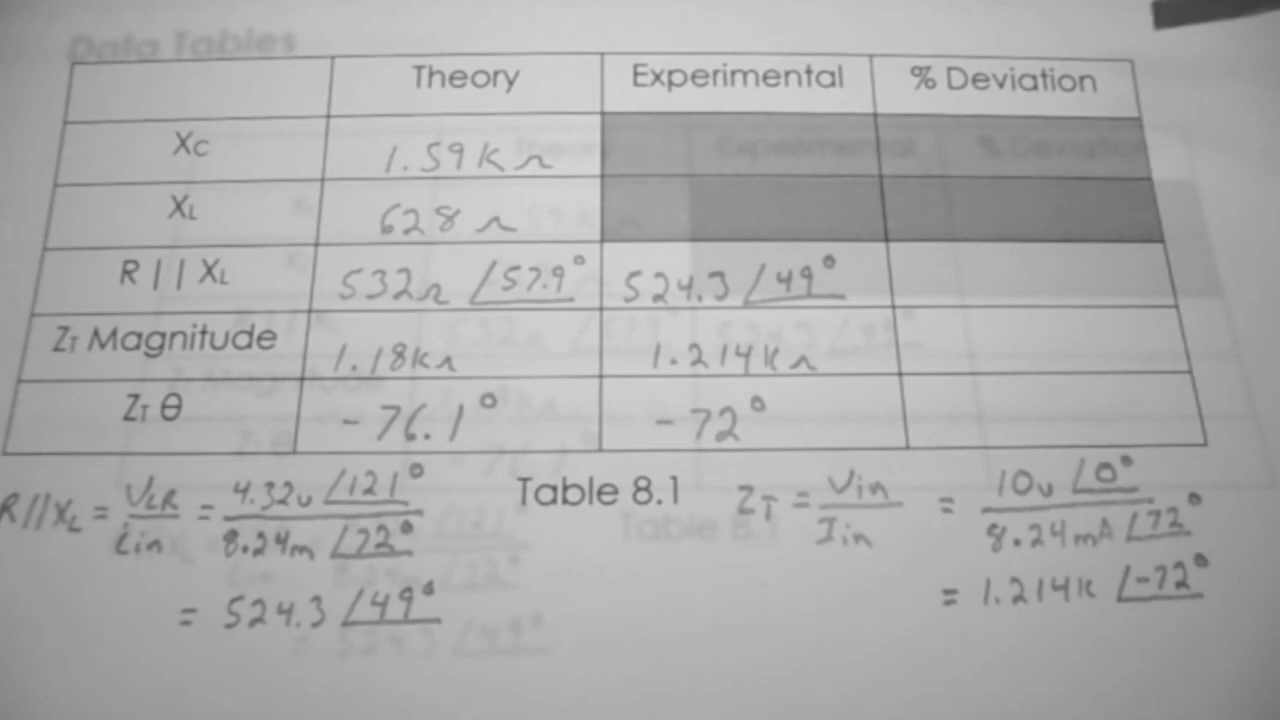 Data Tables
Theory Experimental % Deviation
Xc 1.59kΩ
XL 628Ω
R || XL 532Ω /57.9° 524.3 /49°
ZT Magnitude 1.18kΩ 1.214kΩ
ZT θ -76.1° -72°
Table 8.1
R//XL = VLR/iin = 4.32v /121° / 8.24m /72°
= 524.3 /49°
ZT = Vin/Iin = 10v /0° / 8.24mA /72°
= 1.214k /-72°